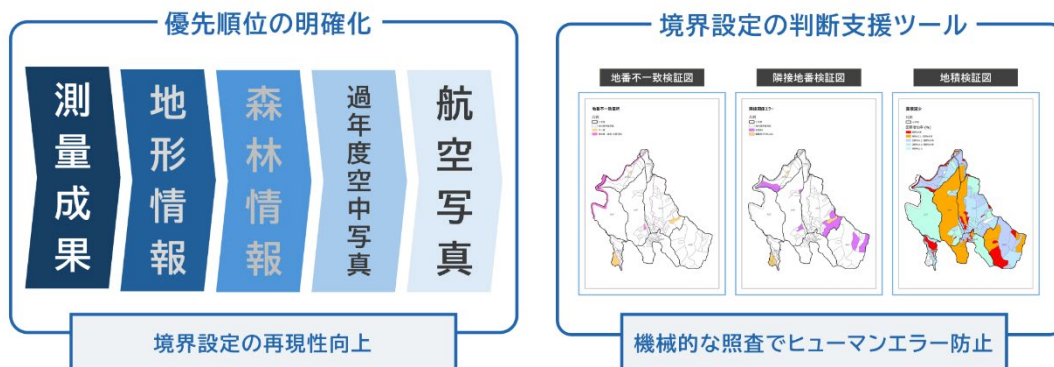 優先順位の明確化
測量成果
地形情報
森林情報
過年度空中写真
航空写真
境界設定の再現性向上
境界設定の判断支援ツール
地番不一致検証図
隣接地番検証図
地積検証図
機械的な照査でヒューマンエラー防止